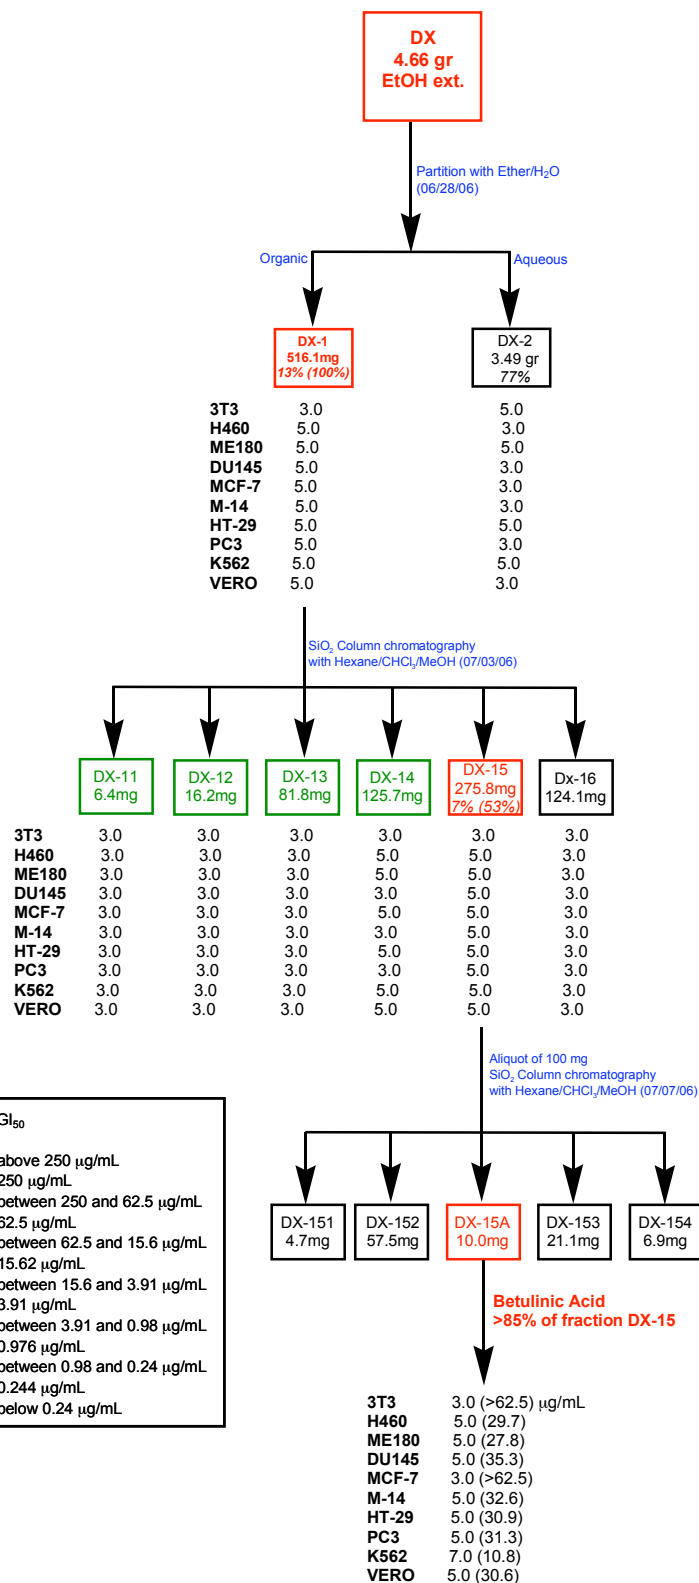 DX
4.66 gr
EtOH ext.
Partition with Ether/H₂O
(06/28/06)
Organic
Aqueous
DX-1
516.1mg
13% (100%)
DX-2
3.49 gr
77%
3T3 3.0 5.0
H460 5.0 3.0
ME180 5.0 5.0
DU145 5.0 3.0
MCF-7 5.0 3.0
M-14 5.0 3.0
HT-29 5.0 5.0
PC3 5.0 3.0
K562 5.0 5.0
VERO 5.0 3.0
SiO₂ Column chromatography
with Hexane/CHCl₃/MeOH (07/03/06)
DX-11
6.4mg
DX-12
16.2mg
DX-13
81.8mg
DX-14
125.7mg
DX-15
275.8mg
7% (53%)
Dx-16
124.1mg
3T3 3.0 3.0 3.0 3.0 3.0 3.0
H460 3.0 3.0 3.0 5.0 5.0 3.0
ME180 3.0 3.0 3.0 5.0 5.0 3.0
DU145 3.0 3.0 3.0 3.0 5.0 3.0
MCF-7 3.0 3.0 3.0 5.0 5.0 3.0
M-14 3.0 3.0 3.0 3.0 5.0 3.0
HT-29 3.0 3.0 3.0 5.0 5.0 3.0
PC3 3.0 3.0 3.0 3.0 5.0 3.0
K562 3.0 3.0 3.0 5.0 5.0 3.0
VERO 3.0 3.0 3.0 5.0 5.0 3.0
Aliquot of 100 mg
SiO₂ Column chromatography
with Hexane/CHCl₃/MeOH (07/07/06)
GI₅₀
above 250 µg/mL
250 µg/mL
between 250 and 62.5 µg/mL
62.5 µg/mL
between 62.5 and 15.6 µg/mL
15.62 µg/mL
between 15.6 and 3.91 µg/mL
3.91 µg/mL
between 3.91 and 0.98 µg/mL
0.976 µg/mL
between 0.98 and 0.24 µg/mL
0.244 µg/mL
below 0.24 µg/mL
DX-151
4.7mg
DX-152
57.5mg
DX-15A
10.0mg
DX-153
21.1mg
DX-154
6.9mg
Betulinic Acid
>85% of fraction DX-15
3T3 3.0 (>62.5) µg/mL
H460 5.0 (29.7)
ME180 5.0 (27.8)
DU145 5.0 (35.3)
MCF-7 3.0 (>62.5)
M-14 5.0 (32.6)
HT-29 5.0 (30.9)
PC3 5.0 (31.3)
K562 7.0 (10.8)
VERO 5.0 (30.6)